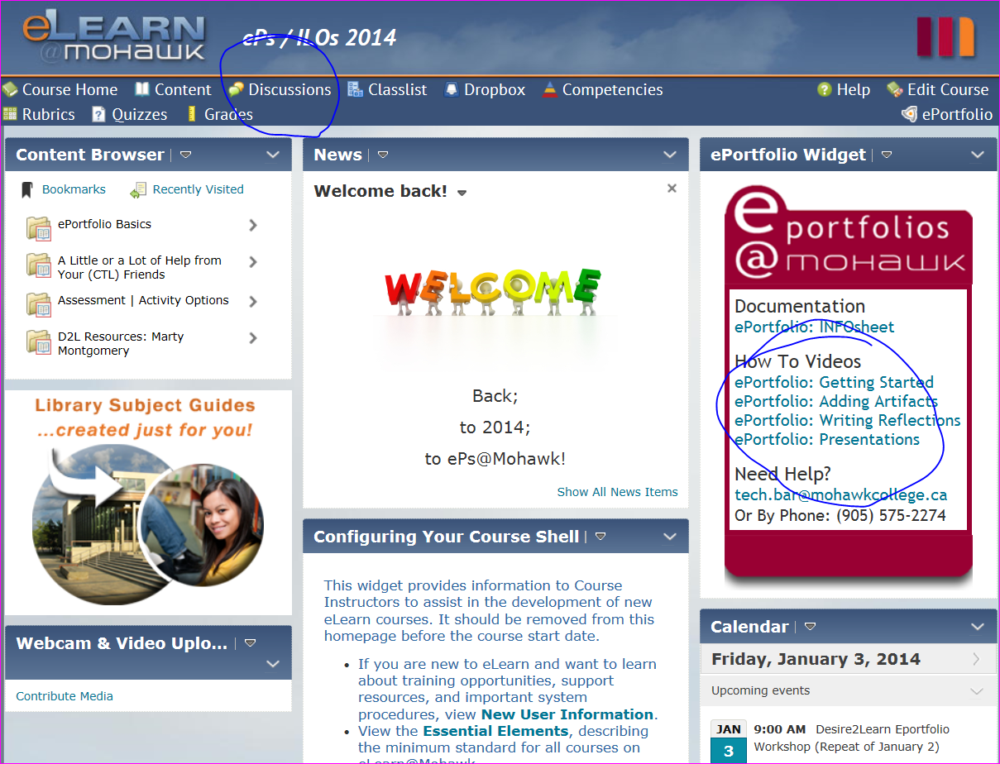 eLEARN
@mohawk
ePs / ILOs 2014
Course Home Content Discussions Classlist Dropbox Competencies Help Edit Course
Rubrics Quizzes Grades ePortfolio
Content Browser
Bookmarks Recently Visited
ePortfolio Basics
A Little or a Lot of Help from
Your (CTL) Friends
Assessment | Activity Options
D2L Resources: Marty
Montgomery
Library Subject Guides
...created just for you!
Webcam & Video Uplo...
Contribute Media
News
Welcome back!
WELCOME
Back;
to 2014;
to ePs@Mohawk!
Show All News Items
Configuring Your Course Shell
This widget provides information to Course
Instructors to assist in the development of new
eLearn courses. It should be removed from this
homepage before the course start date.
• If you are new to eLearn and want to learn
about training opportunities, support
resources, and important system
procedures, view New User Information.
• View the Essential Elements, describing
the minimum standard for all courses on
eLearn@Mohawk.
ePortfolio Widget
eportfolios
@mohawk
Documentation
ePortfolio: INFOsheet
How To Videos
ePortfolio: Getting Started
ePortfolio: Adding Artifacts
ePortfolio: Writing Reflections
ePortfolio: Presentations
Need Help?
tech.bar@mohawkcollege.ca
Or By Phone: (905) 575-2274
Calendar
Friday, January 3, 2014
Upcoming events
JAN
3
9:00 AM Desire2Learn Eportfolio
Workshop (Repeat of January 2)